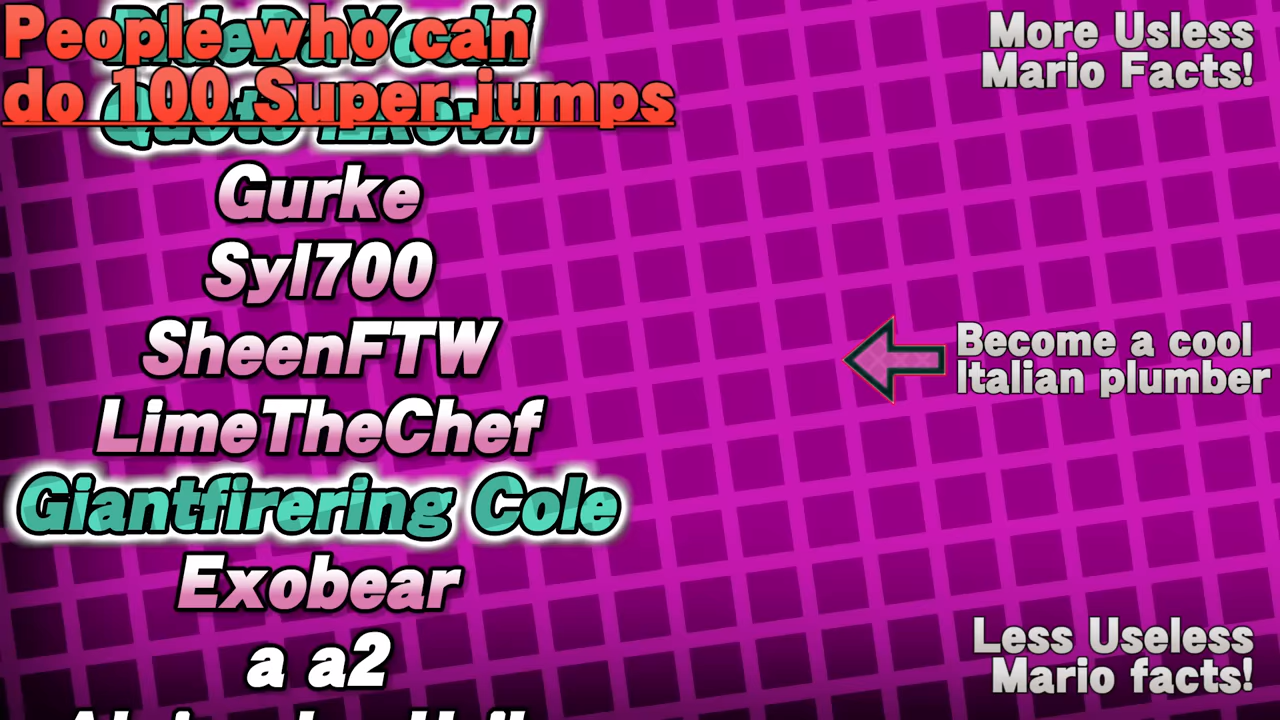 People who can
do 100 Super jumps
Gurke
Syl700
SheenFTW
LimeTheChef
Giantfirering Cole
Exobear
a a2
More Usless
Mario Facts!
Become a cool
Italian plumber
Less Useless
Mario facts!